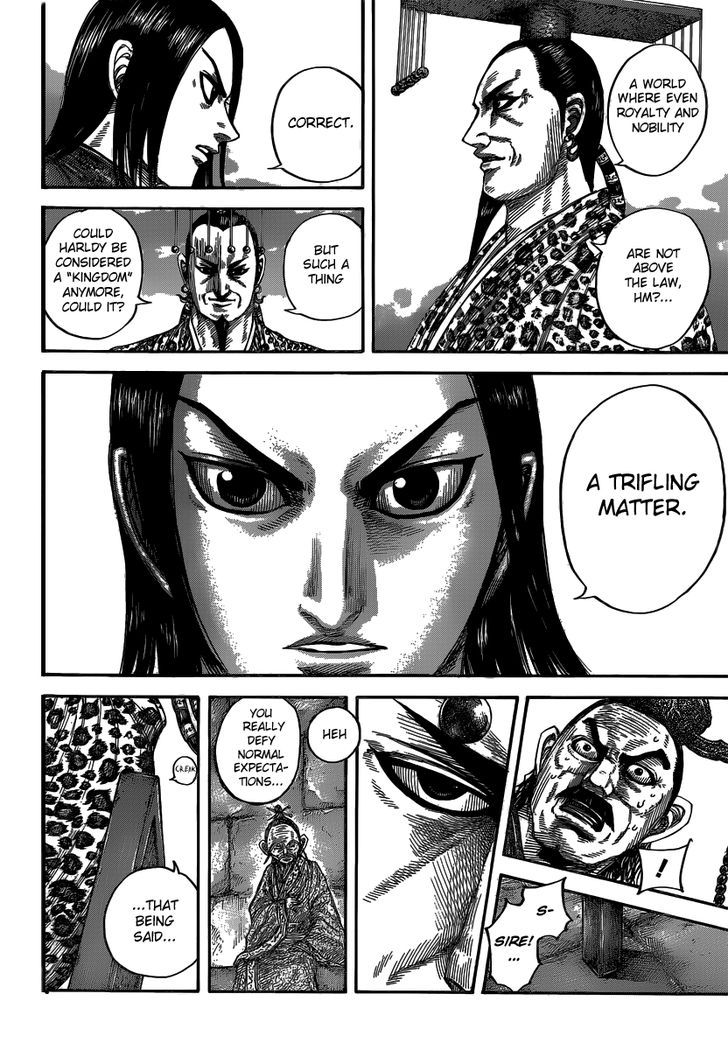 A WORLD
WHERE EVEN
ROYALTY AND
NOBILITY
ARE NOT
ABOVE
THE LAW,
HM?...
CORRECT.
BUT
SUCH A
THING
COULD
HARLDY BE
CONSIDERED
A "KINGDOM"
ANYMORE,
COULD IT?
A TRIFLING
MATTER.
!
S-
SIRE!
...
HEH
YOU
REALLY
DEFY
NORMAL
EXPECTA-
TIONS...
CREAK
...THAT
BEING
SAID...